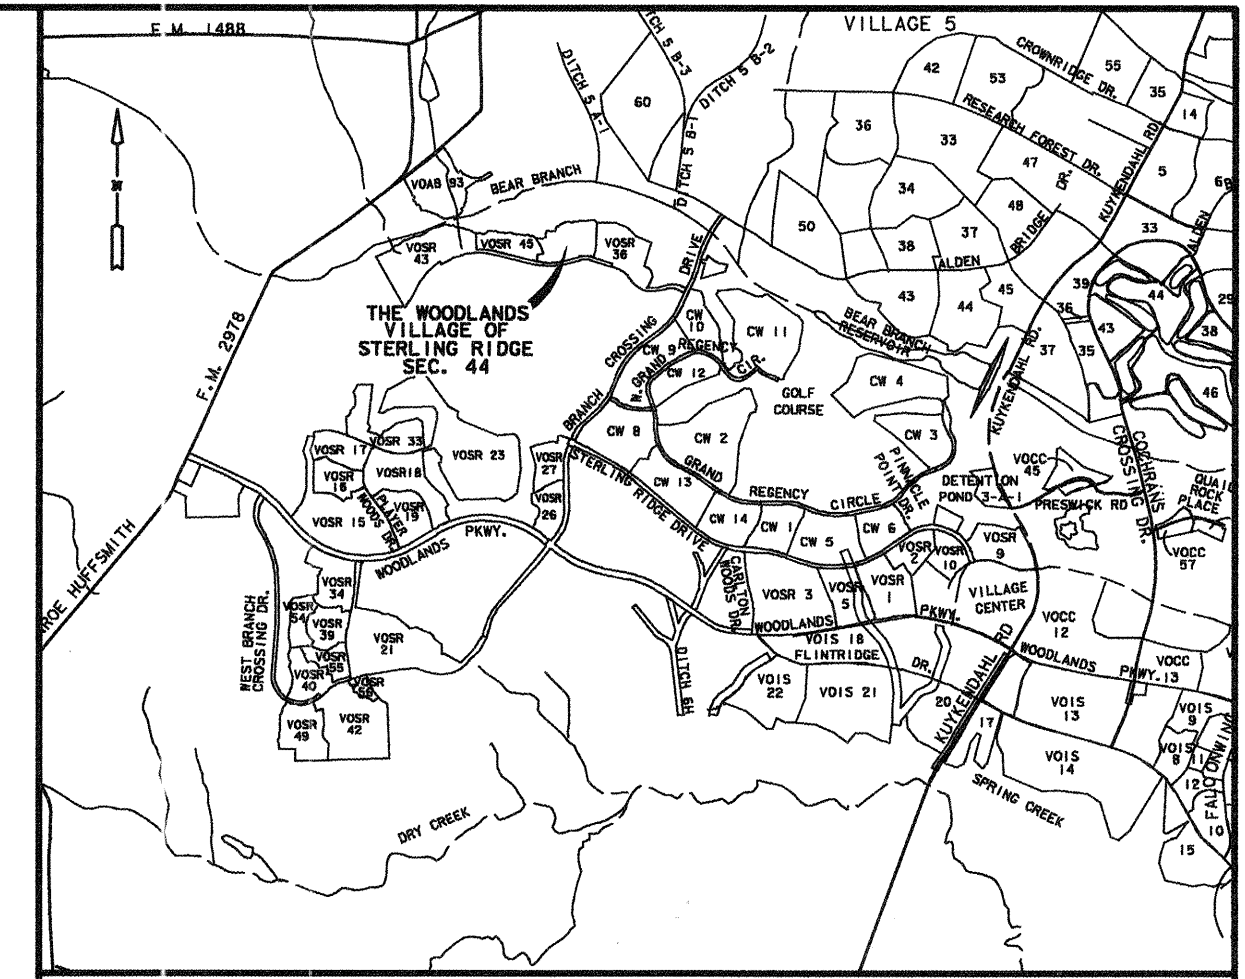 F. M. 1488
VILLAGE 5
DITCH 5 B-3
DITCH 5 B-2
DITCH 5 A-1
DITCH 5 B-1
60
42
53
CROWNRIDGE DR.
55
35
14
36
33
RESEARCH FOREST DR.
47
DR.
KUYKENDAHL RD
5
34
48
BRIDGE
33
ALDEN
50
38
37
ALDEN
45
43
44
N
VOAB 93
BEAR BRANCH
VOSR
43
VOSR 45
VOSR
36
DRIVE
THE WOODLANDS
VILLAGE OF
STERLING RIDGE
SEC. 44
F. M. 2978
CROSSING
BRANCH
CW
10
CW 9
CW 11
W. GRAND REGENCY CIR.
CW 12
BEAR BRANCH
RESERVOIR
GOLF
COURSE
CW 4
CW 3
CW 8
CW 2
KUYKENDAHL RD.
36
39
44
29
43
35
37
38
46
COCHRANS
CROSSING DR.
VOSR 33
VOSR 17
VOSR
16
VOSR18
VOSR
19
VOSR 15
PLAYER
WOODS DR.
VOSR 23
VOSR
27
VOSR
26
STERLING RIDGE DRIVE
CW 13
GRAND
REGENCY
CIRCLE
PINNACLE
POINT DR.
CW 14
CW 1
CW 5
CW 6
DETENTION
POND 3-A-1
VOCC
45
PRESWICK RD
QUAIL
ROCK
PLACE
VOCC
57
WOODLANDS
PKWY.
VOSR
2
VOSR
10
VOSR
9
VILLAGE
CENTER
CARLTON
WOODS DR.
VOSR 3
VOSR
5
VOSR
1
WOODLANDS
PKWY.
VOIS 18
FLINTRIDGE
DR.
VOIS
22
VOIS 21
20
KUYKENDAHL RD
17
VOCC
12
WOODLANDS
PKWY.
VOCC
13
VOIS
13
VOIS
14
VOIS
9
VOIS
8
11
12
10
15
SPRING CREEK
DITCH 6H
WEST BRANCH
CROSSING DR.
VOSR
34
VOSR
54
VOSR
39
VOSR
55
VOSR
40
VOSR
21
VOSR
49
VOSR
42
DRY CREEK